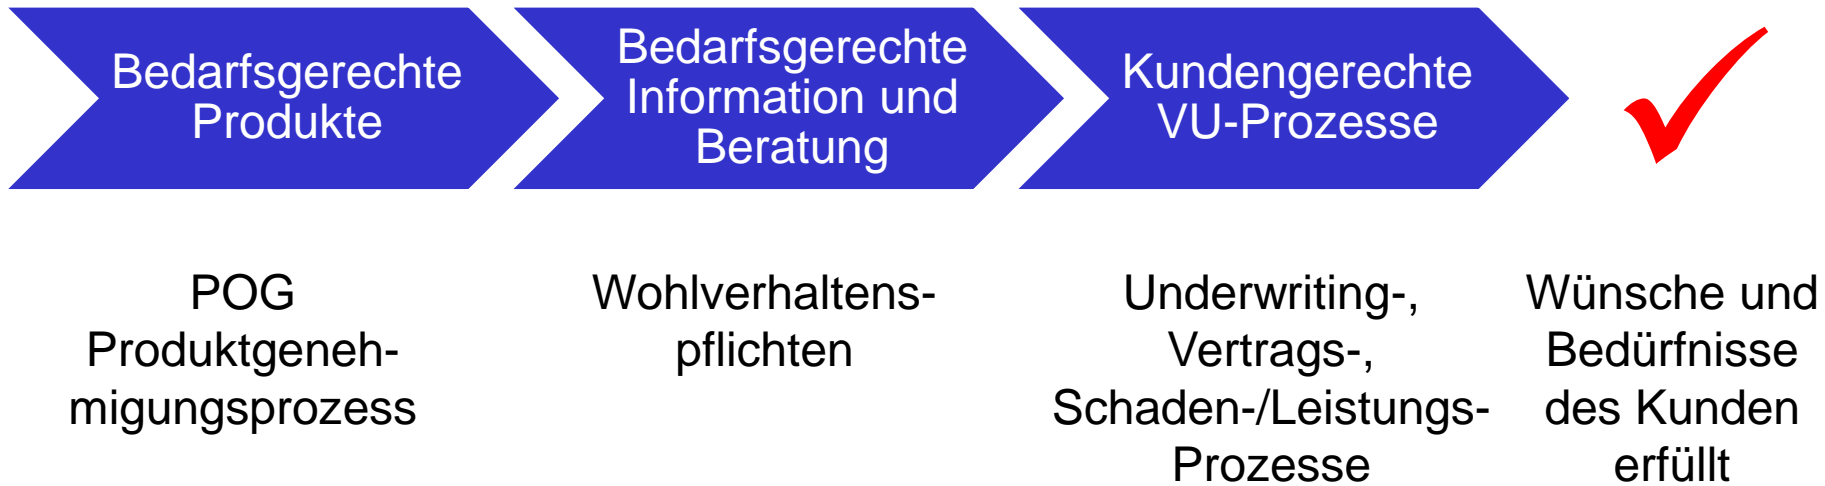 Bedarfsgerechte
Produkte
Bedarfsgerechte
Information und
Beratung
Kundengerechte
VU-Prozesse
POG
Produktgeneh-
migungsprozess
Wohlverhaltens-
pflichten
Underwriting-,
Vertrags-,
Schaden-/Leistungs-
Prozesse
Wünsche und
Bedürfnisse
des Kunden
erfüllt